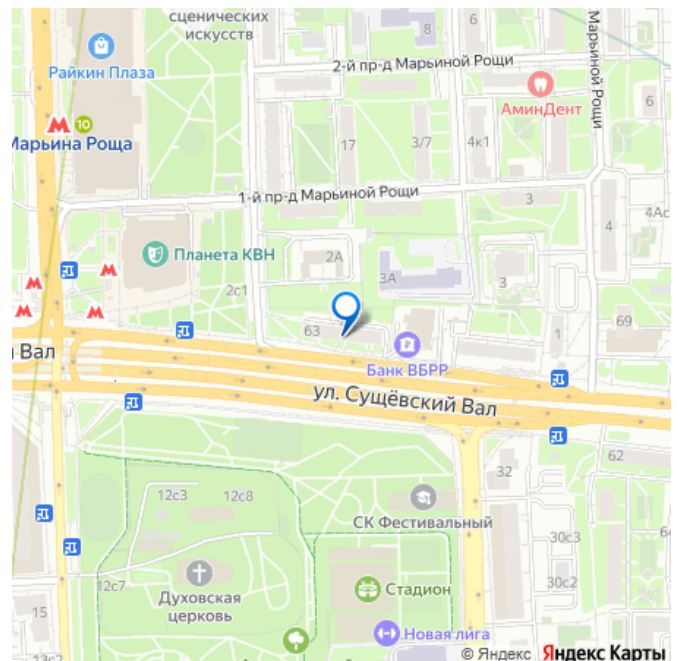 сценических
искусств
8
6
Райкин Плаза
2-й пр-д Марьиной Рощи
АминДент
Марьиной Рощи
6
10
Марьина Роща
17
3/7
4к1
1-й пр-д Марьиной Рощи
3
4
4Ас
Планета КВН
2А
3А
3
2с1
63
69
1
й Вал
Банк ВБРР
ул. Сущёвский Вал
62
32
12с3
12с8
СК Фестивальный
30с3
64
12с7
Духовская
церковь
Стадион
30с2
15
Новая лига
© Яндекс Яндекс Карты